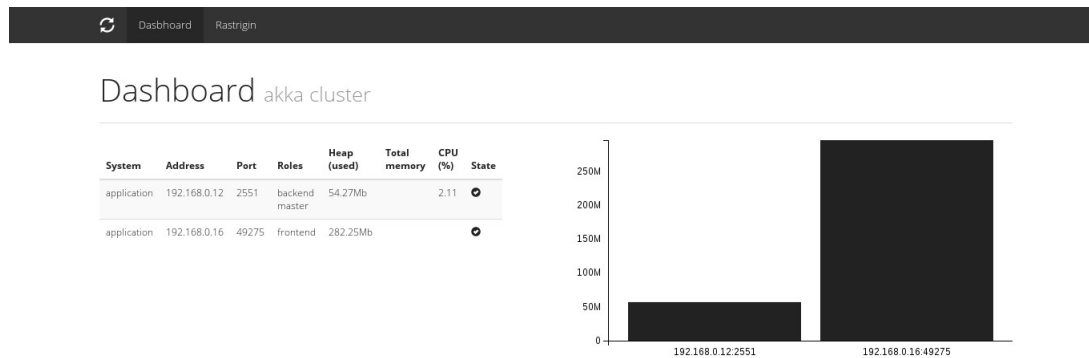 Dasbhoard Rastrigin
Dashboard akka cluster
System Address Port Roles Heap (used) Total memory CPU (%) State
application 192.168.0.12 2551 backend master 54.27Mb 2.11
application 192.168.0.16 49275 frontend 282.25Mb
250M
200M
150M
100M
50M
0
192.168.0.12:2551 192.168.0.16:49275